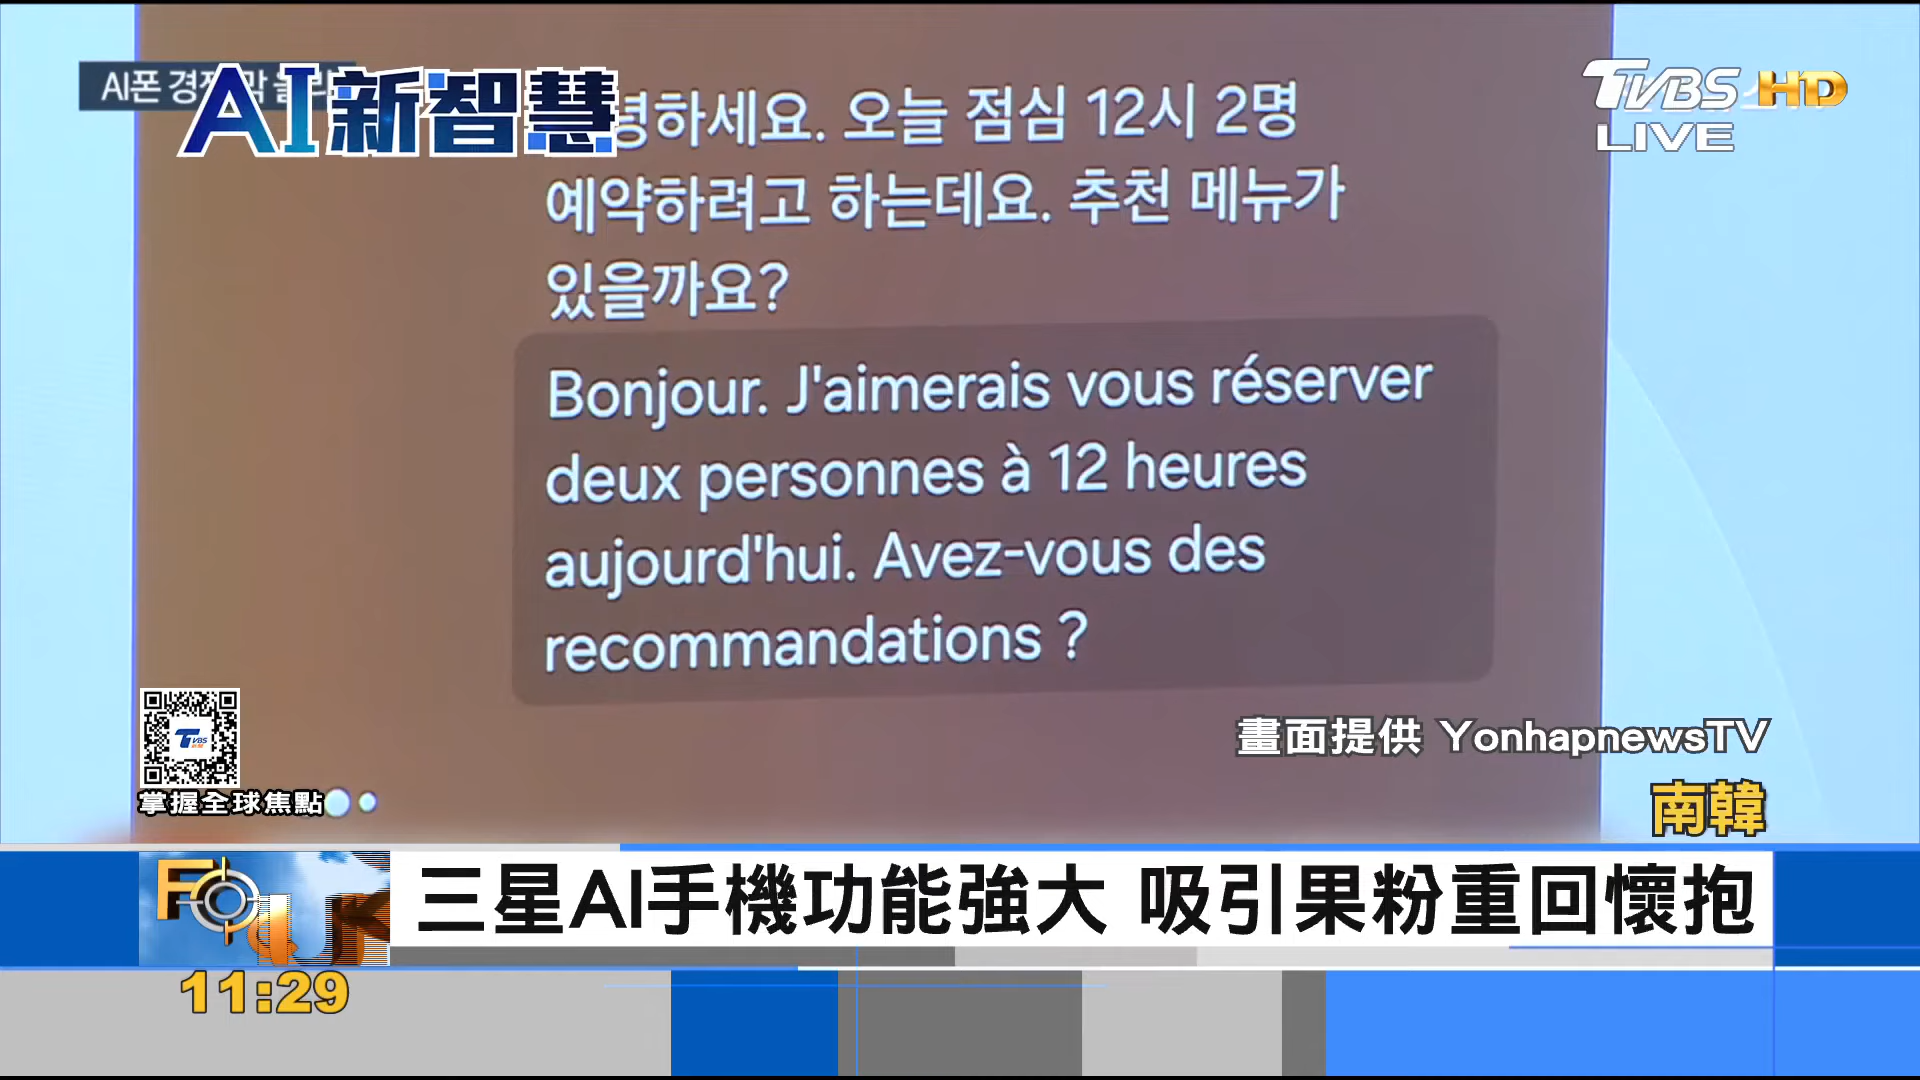 AI폰
AI新智慧
TVBS HD
LIVE
녕하세요. 오늘 점심 12시 2명
예약하려고 하는데요. 추천 메뉴가
있을까요?
Bonjour. J'aimerais vous réserver
deux personnes à 12 heures
aujourd'hui. Avez-vous des
recommandations ?
TVBS
掌握全球焦點
畫面提供 YonhapnewsTV
南韓
三星AI手機功能強大 吸引果粉重回懷抱
11:29